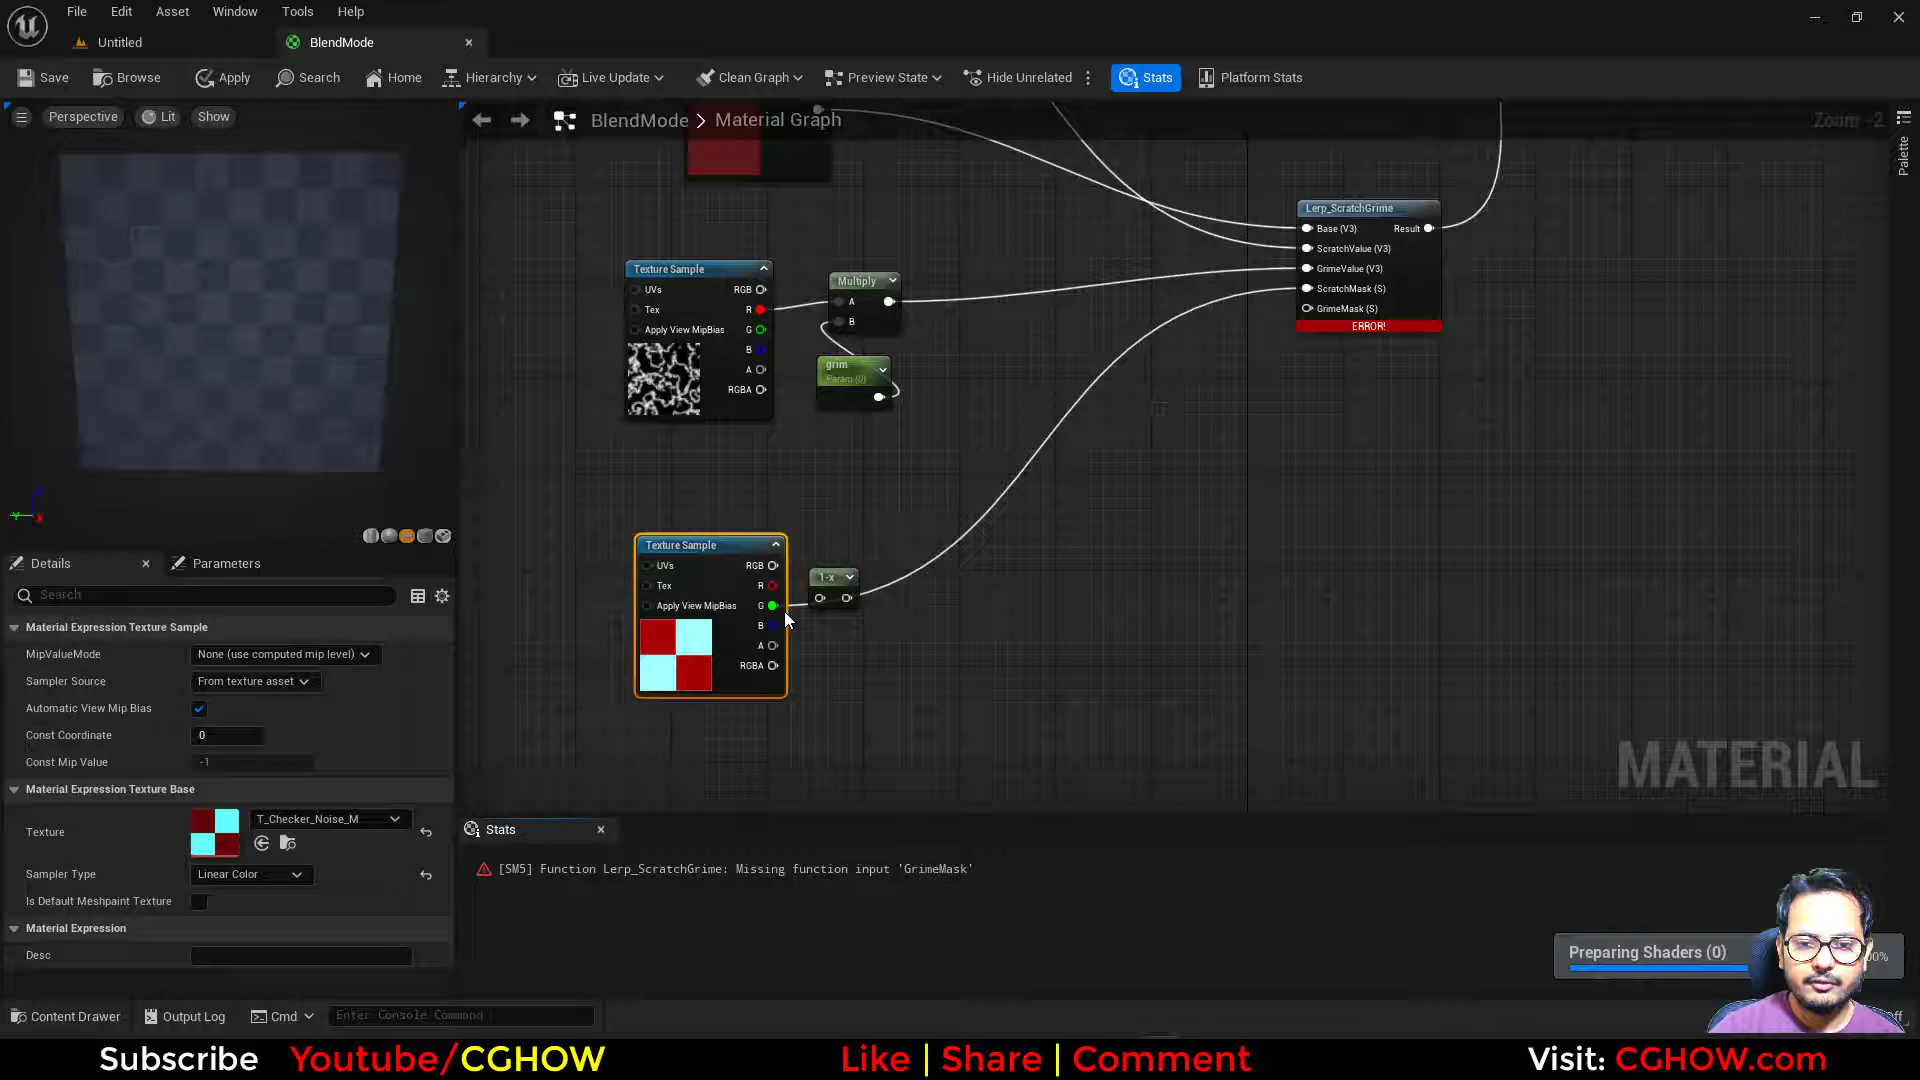 File Edit Asset Window Tools Help
Untitled BlendMode
Save Browse Apply Search Home Hierarchy Live Update Clean Graph Preview State Hide Unrelated Stats Platform Stats
Perspective Lit Show
BlendMode > Material Graph
Zoom -2
Palette
Lerp_ScratchGrime
Base (V3) Result
ScratchValue (V3)
GrimeValue (V3)
ScratchMask (S)
GrimeMask (S)
ERROR!
Texture Sample
UVs RGB
Tex R
Apply View MipBias G
B
A
RGBA
Multiply
A
B
grim
Param (0)
Texture Sample
UVs RGB
Tex R
Apply View MipBias G
B
A
RGBA
1-x
MATERIAL
Z
Y
X
Details Parameters
Search
Material Expression Texture Sample
MipValueMode None (use computed mip level)
Sampler Source From texture asset
Automatic View Mip Bias
Const Coordinate 0
Const Mip Value -1
Material Expression Texture Base
Texture T_Checker_Noise_M
Sampler Type Linear Color
Is Default Meshpaint Texture
Material Expression
Desc
Stats
[SM5] Function Lerp_ScratchGrime: Missing function input 'GrimeMask'
Preparing Shaders (0)
Content Drawer Output Log Cmd Enter Console Command
Subscribe Youtube/CGHOW Like | Share | Comment Visit: CGHOW.com